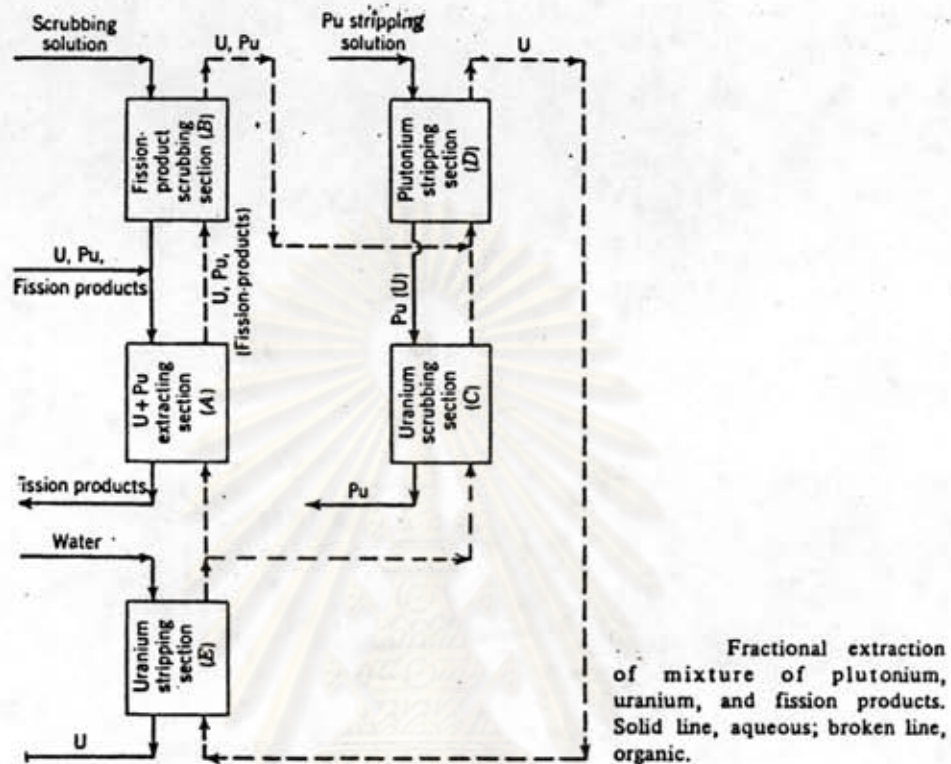 Scrubbing
solution
U, Pu
Pu stripping
solution
U
Fission-
product
scrubbing
section (B)
Plutonium
stripping
section
(D)
U, Pu,
Fission products
U, Pu,
(Fission-products)
Pu (U)
U + Pu
extracting
section
(A)
Uranium
scrubbing
section
(C)
ission products
Pu
Water
Uranium
stripping
section
(E)
U
Fractional extraction
of mixture of plutonium,
uranium, and fission products.
Solid line, aqueous; broken line,
organic.